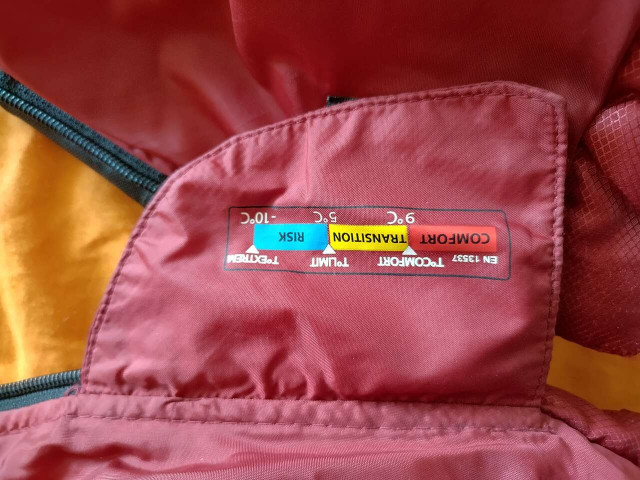 EN 13537 T°COMFORT T°LIMIT T°EXTREM
COMFORT TRANSITION RISK
9°C 5°C -10°C